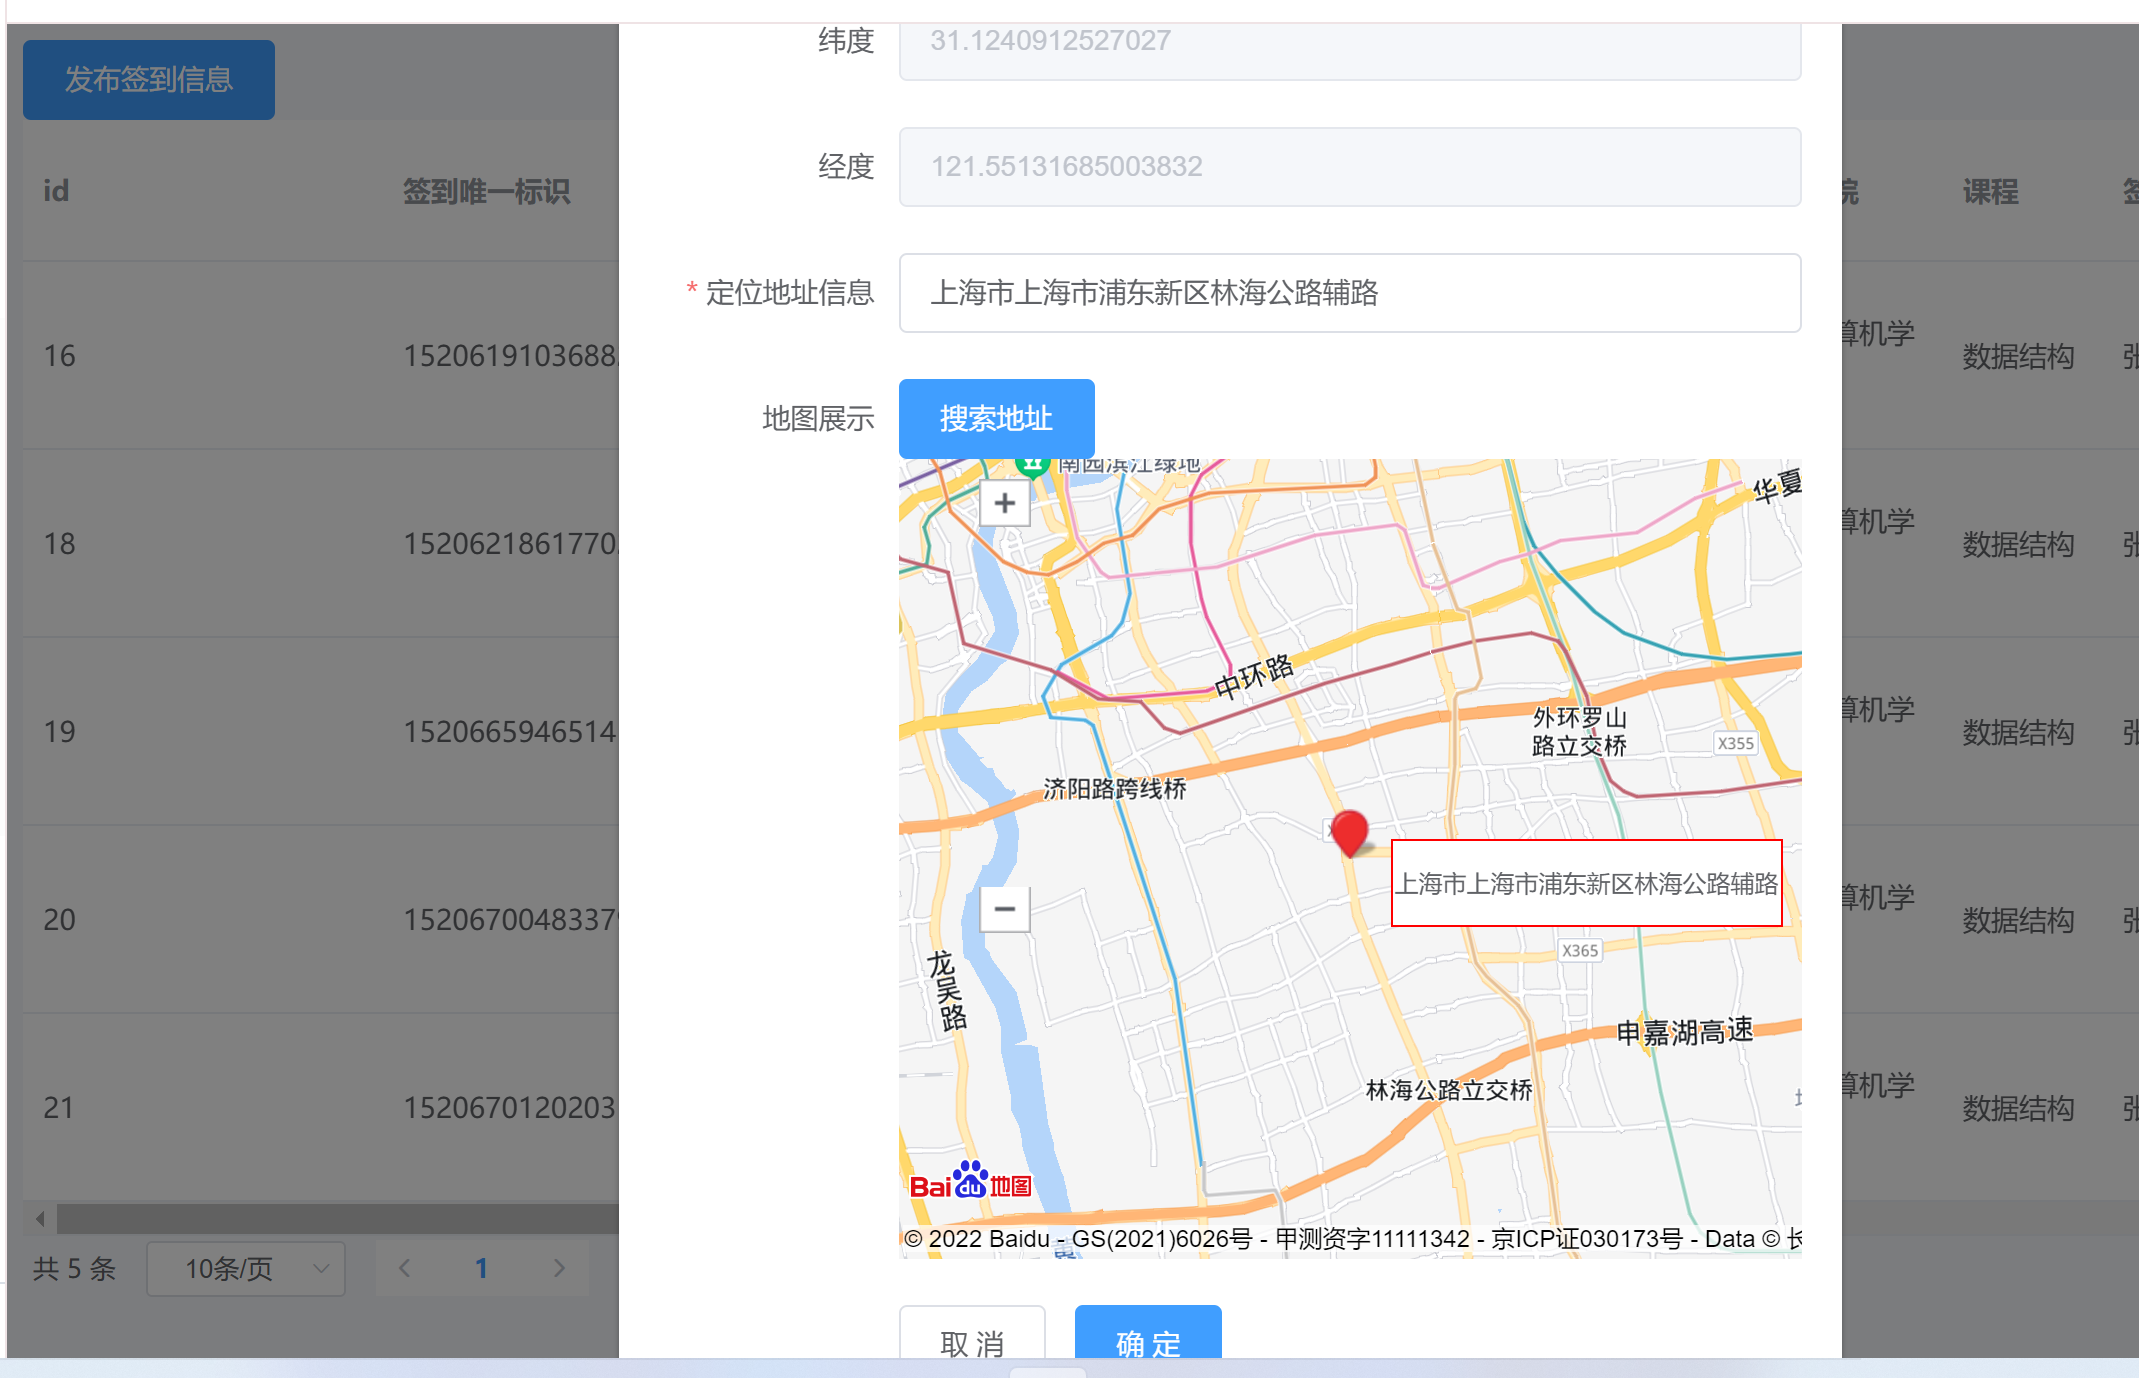 纬度
31.1240912527027
发布签到信息
经度
121.55131685003832
id
签到唯一标识
课程
* 定位地址信息
上海市上海市浦东新区林海公路辅路
16
1520619103688
算机学
数据结构
地图展示
搜索地址
南园滨江绿地
+
华夏
18
1520621861770
算机学
数据结构
中环路
外环罗山
路立交桥
X355
19
1520665946514
算机学
数据结构
济阳路跨线桥
上海市上海市浦东新区林海公路辅路
20
1520670048337
算机学
数据结构
−
X365
龙吴路
申嘉湖高速
林海公路立交桥
21
1520670120203
算机学
数据结构
Bai du 地图
© 2022 Baidu - GS(2021)6026号 - 甲测资字11111342 - 京ICP证030173号 - Data © 长
共 5 条
10条/页
1
取 消
确 定